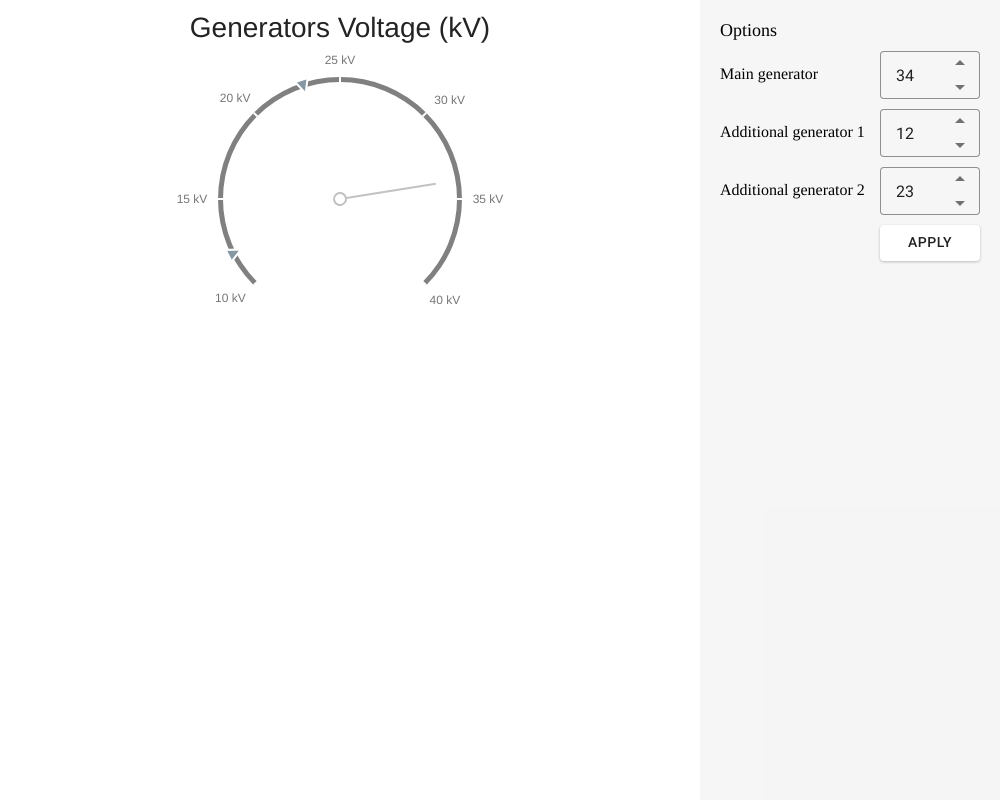 Generators Voltage (kV)
25 kV
20 kV
30 kV
15 kV
35 kV
10 kV
40 kV
Options
Main generator
34
Additional generator 1
12
Additional generator 2
23
APPLY